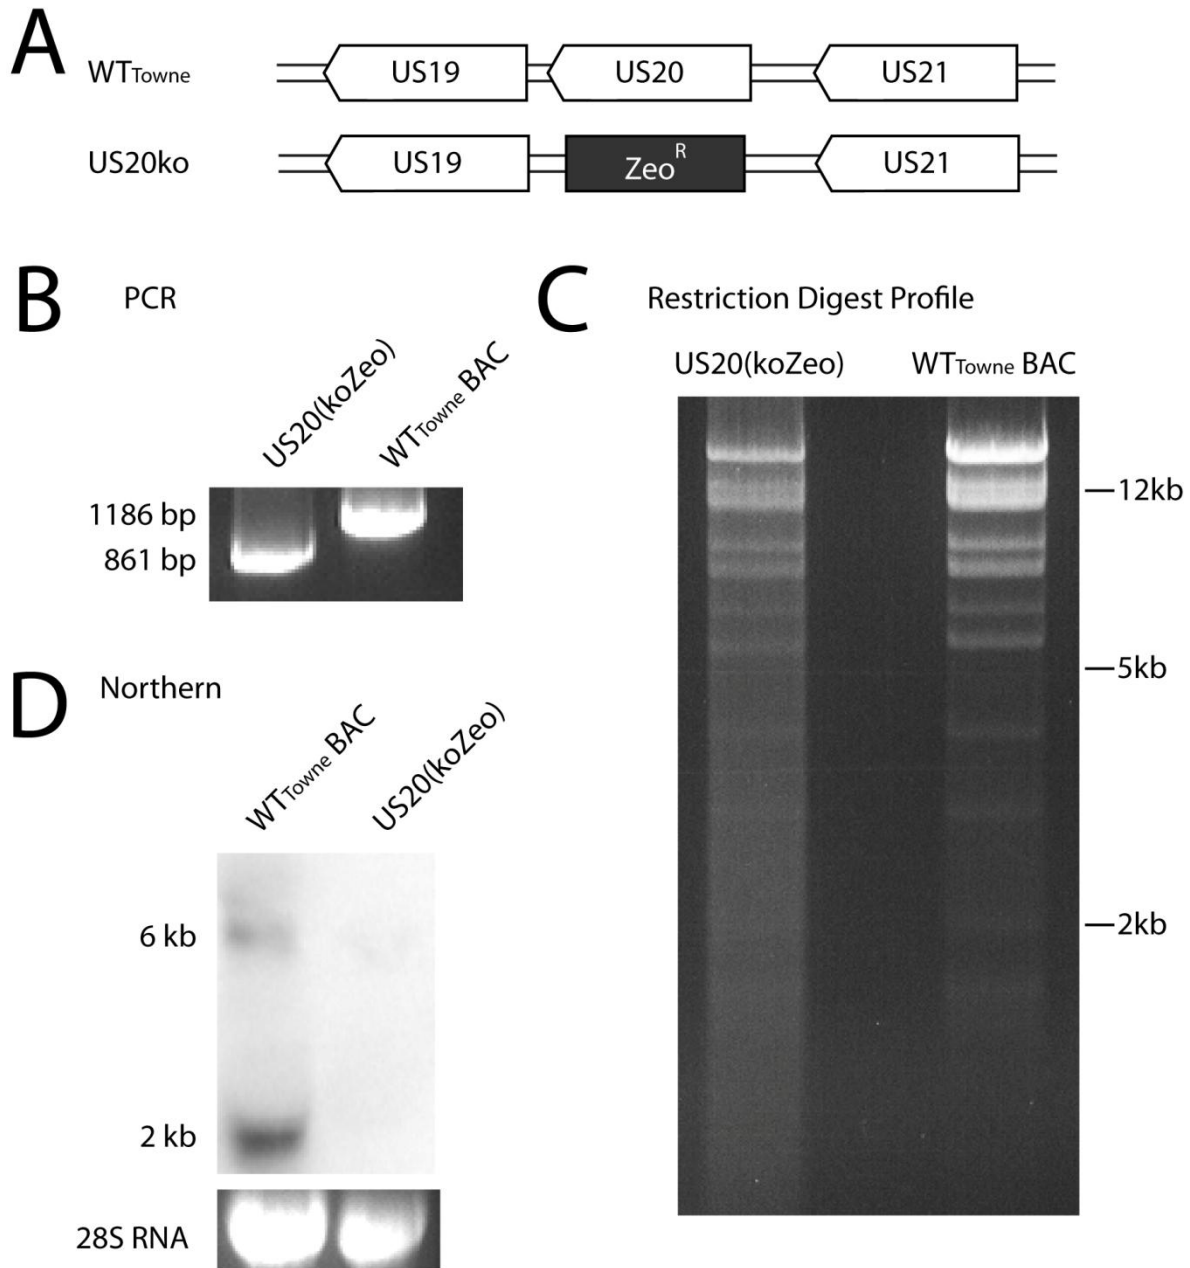 A
WTTowne
US19
US20
US21
US20ko
US19
ZeoR
US21
B
PCR
US20(koZeo)
WTTowne BAC
1186 bp
861 bp
C
Restriction Digest Profile
US20(koZeo)
WTTowne BAC
12kb
5kb
2kb
D
Northern
WTTowne BAC
US20(koZeo)
6 kb
2 kb
28S RNA